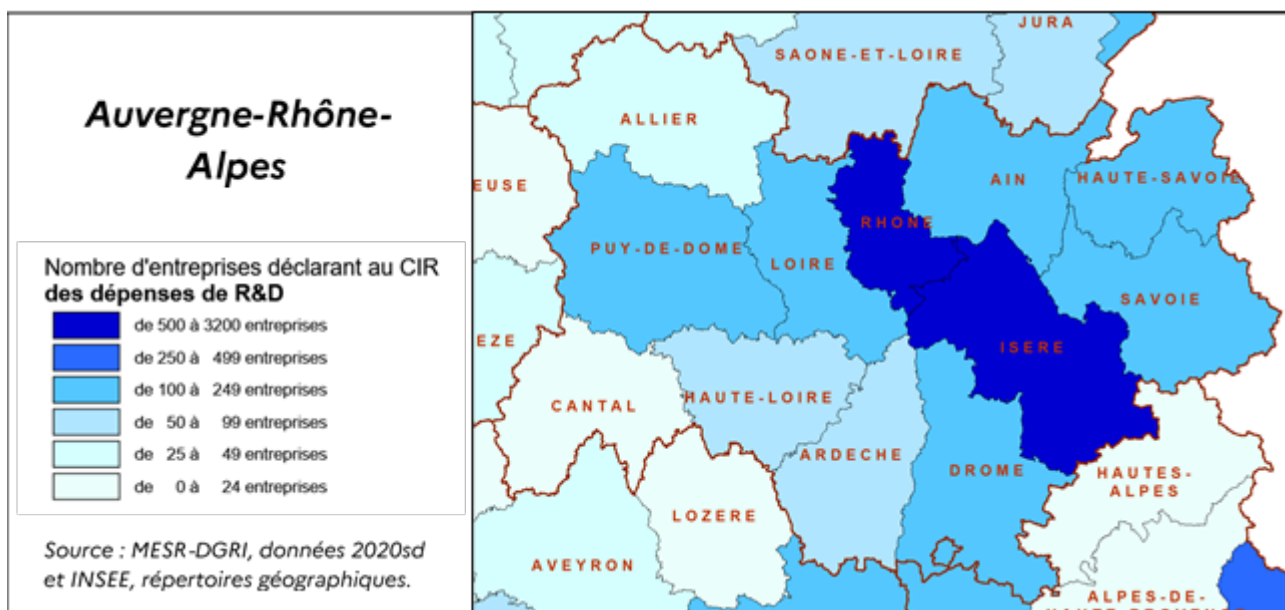 Auvergne-Rhône-
Alpes
Nombre d'entreprises déclarant au CIR
des dépenses de R&D
de 500 à 3200 entreprises
de 250 à 499 entreprises
de 100 à 249 entreprises
de 50 à 99 entreprises
de 25 à 49 entreprises
de 0 à 24 entreprises
Source : MESR-DGRI, données 2020sd
et INSEE, répertoires géographiques.
JURA
SAONE-ET-LOIRE
ALLIER
EUSE
AIN
HAUTE-SAVOIE
RHONE
PUY-DE-DOME
LOIRE
SAVOIE
EZE
ISERE
CANTAL
HAUTE-LOIRE
ARDECHE
DROME
HAUTES-
ALPES
LOZERE
AVEYRON
ALPES-DE-